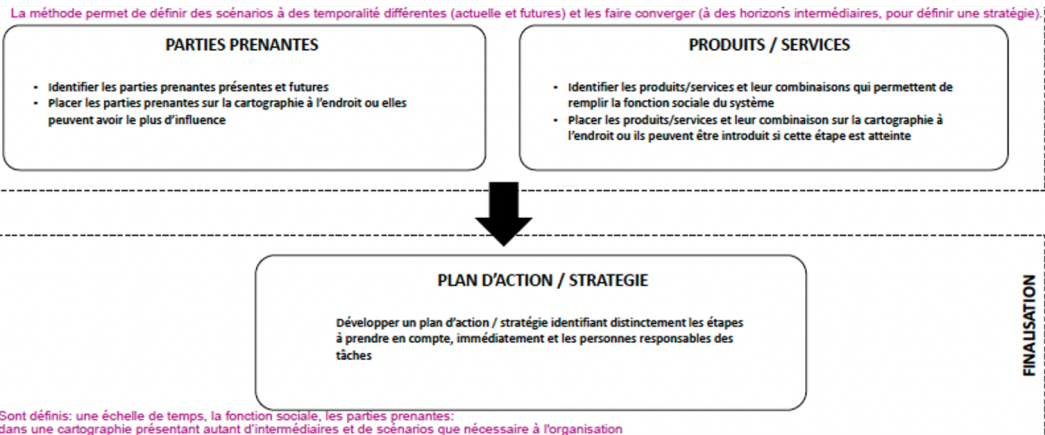 La méthode permet de définir des scénarios à des temporalité différentes (actuelle et futures) et les faire converger (à des horizons intermédiaires, pour définir une stratégie).
PARTIES PRENANTES
• Identifier les parties prenantes présentes et futures
• Placer les parties prenantes sur la cartographie à l'endroit ou elles
peuvent avoir le plus d'influence
PRODUITS / SERVICES
• Identifier les produits/services et leur combinaisons qui permettent de
remplir la fonction sociale du système
• Placer les produits/services et leur combinaison sur la cartographie à
l'endroit ou ils peuvent être introduit si cette étape est atteinte
PLAN D'ACTION / STRATEGIE
Développer un plan d'action / stratégie identifiant distinctement les étapes
à prendre en compte, immédiatement et les personnes responsables des
tâches
FINALISATION
Sont définis: une échelle de temps, la fonction sociale, les parties prenantes:
dans une cartographie présentant autant d'intermédiaires et de scénarios que nécessaire à l'organisation